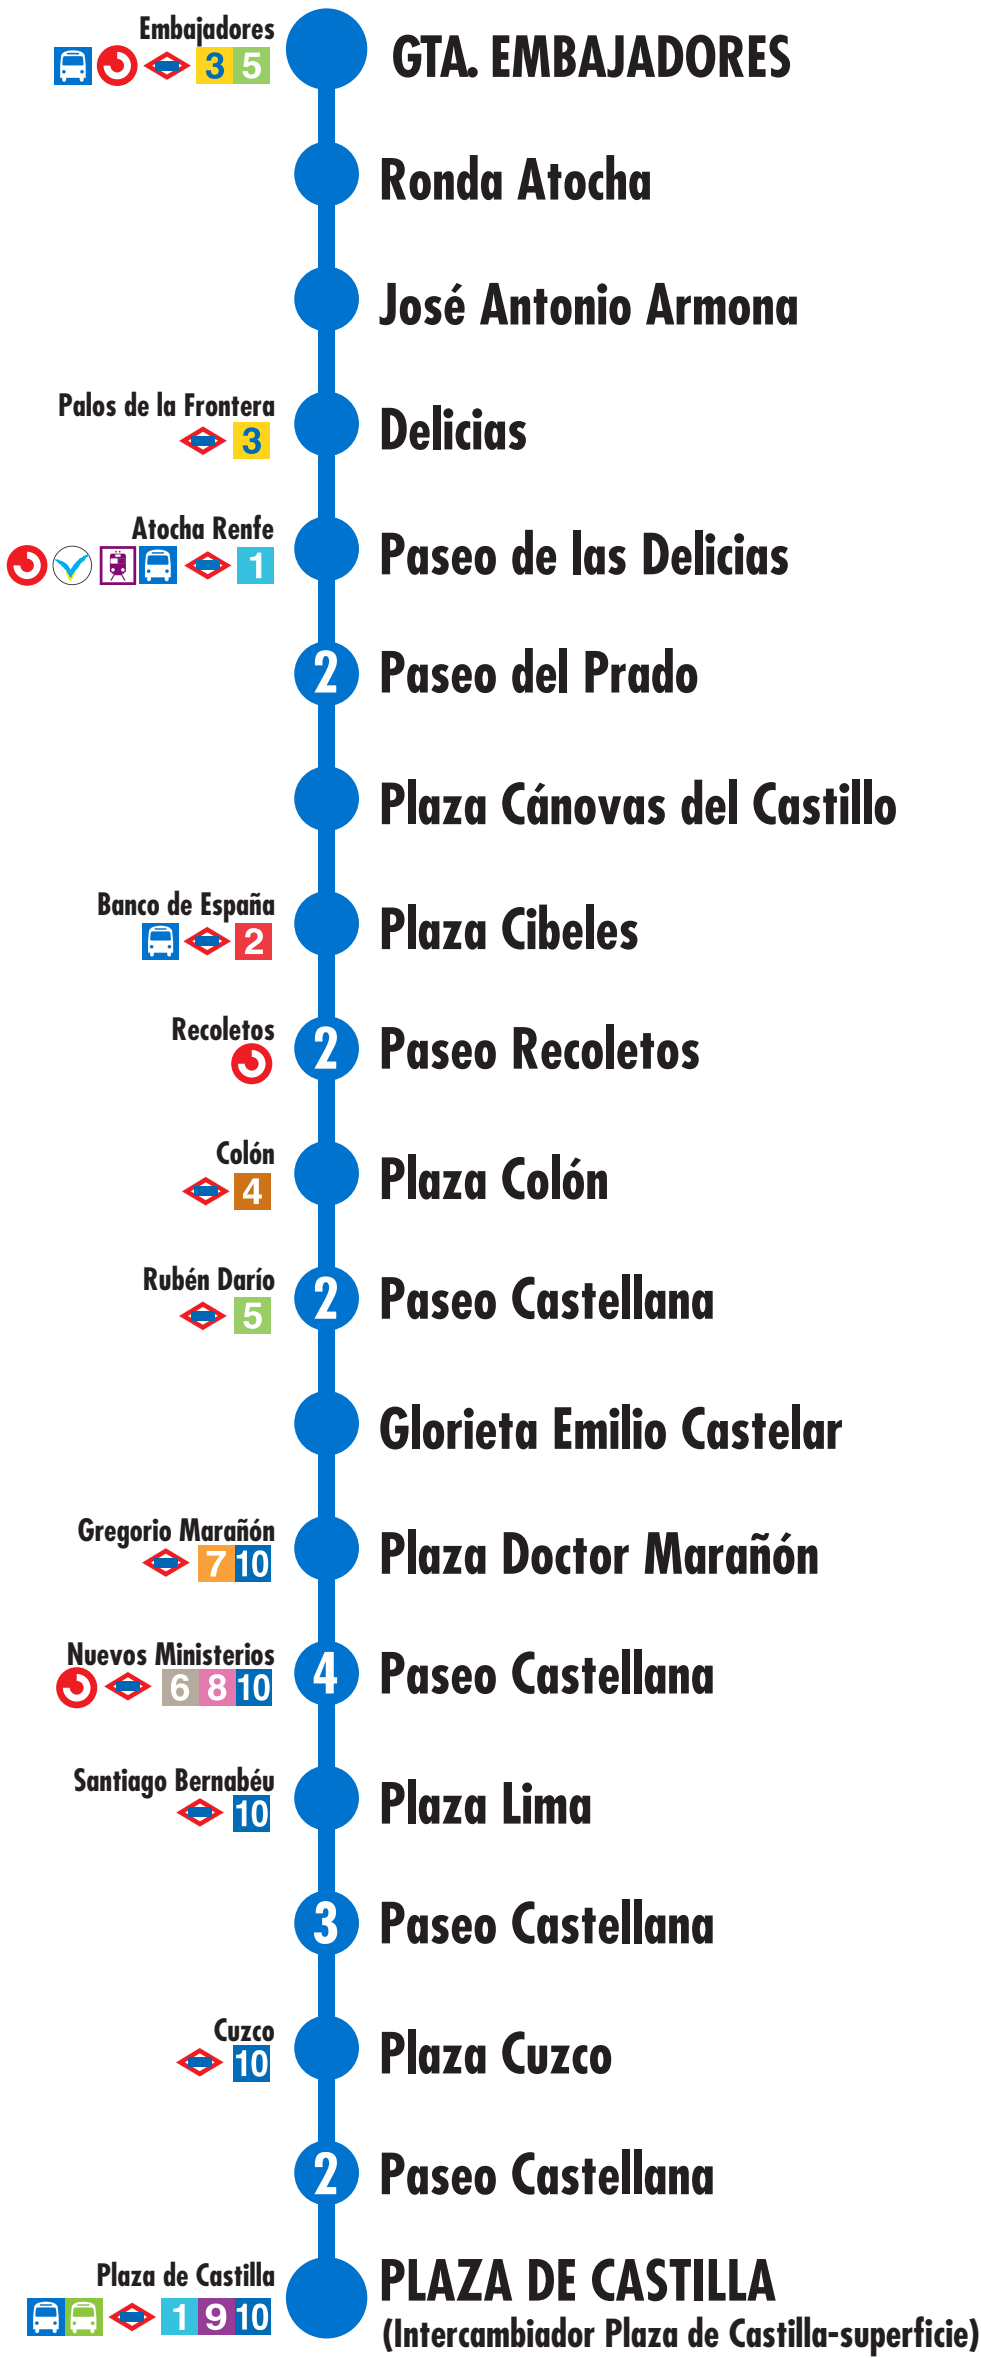 Embajadores
3 5
GTA. EMBAJADORES
Ronda Atocha
José Antonio Armona
Palos de la Frontera
3
Delicias
Atocha Renfe
1
Paseo de las Delicias
2 Paseo del Prado
Plaza Cánovas del Castillo
Banco de España
2
Plaza Cibeles
Recoletos
2 Paseo Recoletos
Colón
4
Plaza Colón
Rubén Darío
5
2 Paseo Castellana
Glorieta Emilio Castelar
Gregorio Marañón
7 10
Plaza Doctor Marañón
Nuevos Ministerios
6 8 10
4 Paseo Castellana
Santiago Bernabéu
10
Plaza Lima
3 Paseo Castellana
Cuzco
10
Plaza Cuzco
2 Paseo Castellana
Plaza de Castilla
1 9 10
PLAZA DE CASTILLA
(Intercambiador Plaza de Castilla-superficie)